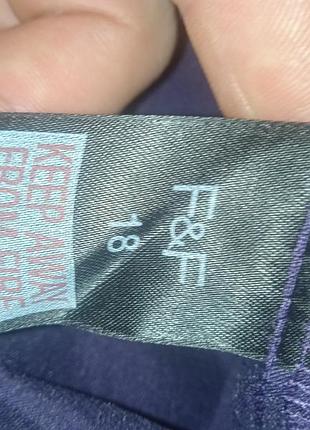 F&F
18
KEEP AWAY
FROM FIRE